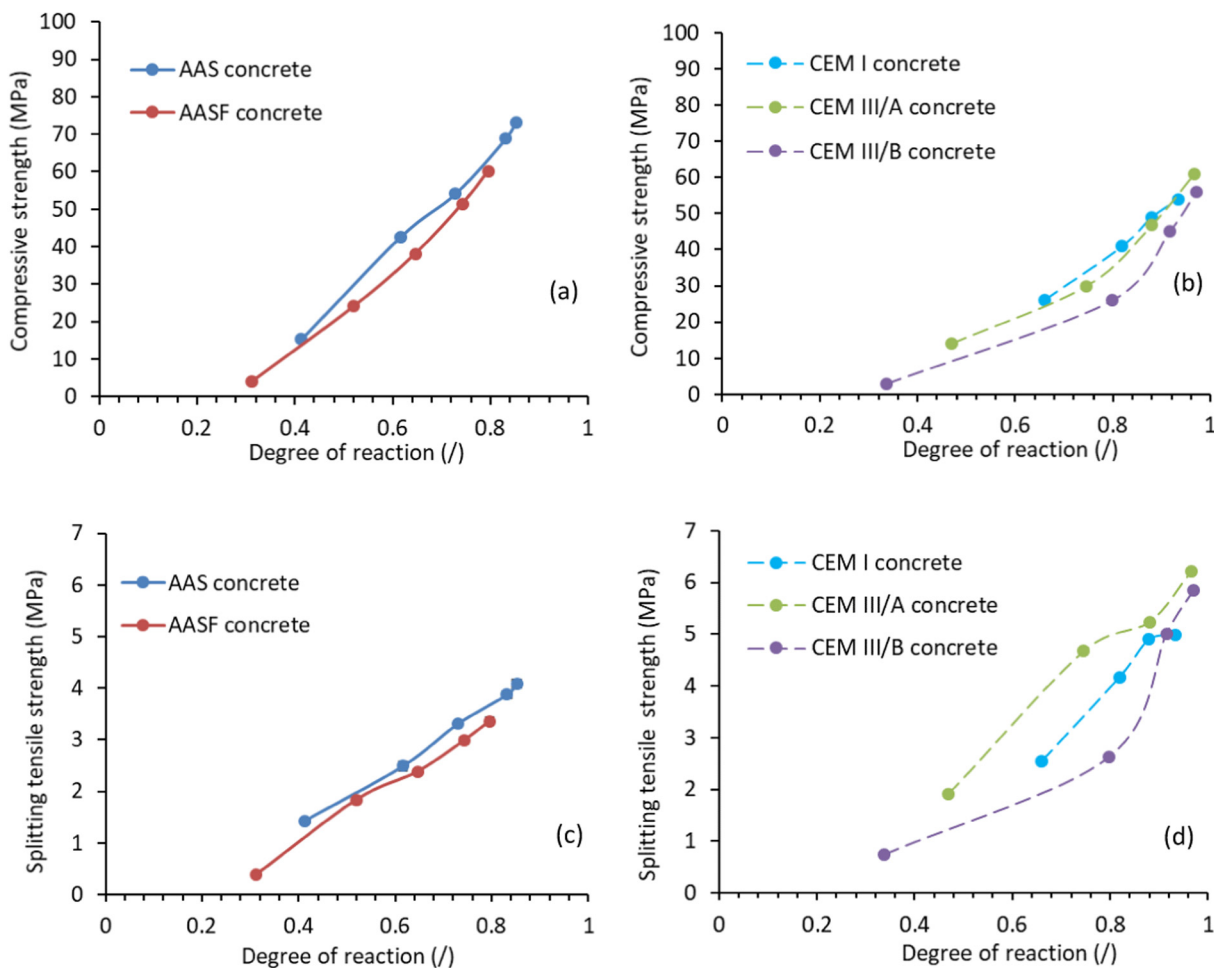 Compressive strength (MPa)
100
90
80
70
60
50
40
30
20
10
0
AAS concrete
AASF concrete
(a)
0 0.2 0.4 0.6 0.8 1
Degree of reaction (/)
Compressive strength (MPa)
100
90
80
70
60
50
40
30
20
10
0
CEM I concrete
CEM III/A concrete
CEM III/B concrete
(b)
0 0.2 0.4 0.6 0.8 1
Degree of reaction (/)
Splitting tensile strength (MPa)
7
6
5
4
3
2
1
0
AAS concrete
AASF concrete
(c)
0 0.2 0.4 0.6 0.8 1
Degree of reaction (/)
Splitting tensile strength (MPa)
7
6
5
4
3
2
1
0
CEM I concrete
CEM III/A concrete
CEM III/B concrete
(d)
0 0.2 0.4 0.6 0.8 1
Degree of reaction (/)